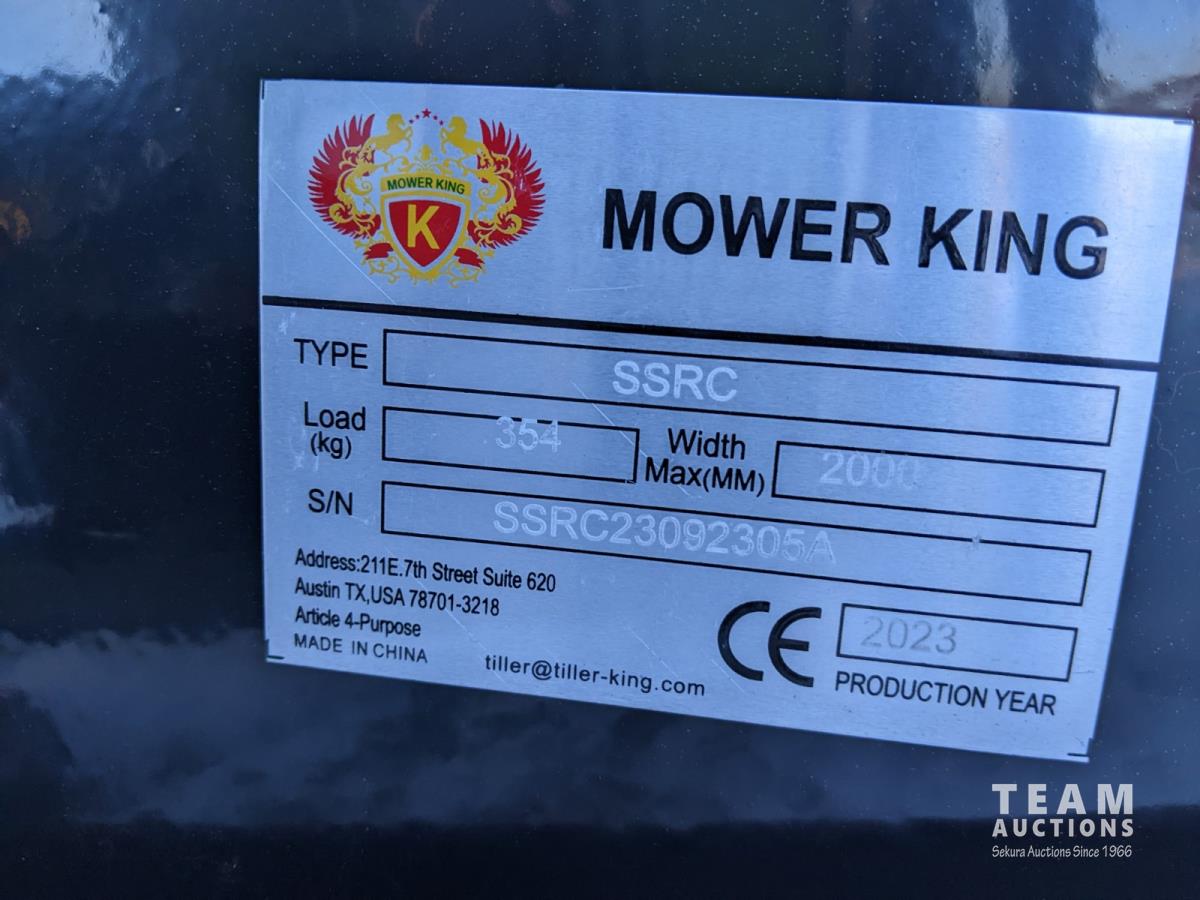 MOWER KING
K
MOWER KING
TYPE SSRC
Load (kg) 354 Width Max(MM) 2000
S/N SSRC23092305A
Address:211E.7th Street Suite 620
Austin TX,USA 78701-3218
Article 4-Purpose
MADE IN CHINA
tiller@tiller-king.com
CE 2023
PRODUCTION YEAR
TEAM
AUCTIONS
Sekura Auctions Since 1966